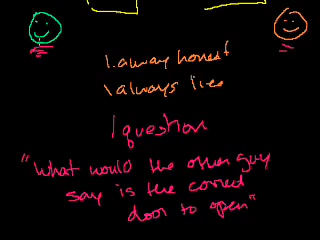 1 away honest
1 always lies
1 question
"What would the other guy
say is the correct
door to open"